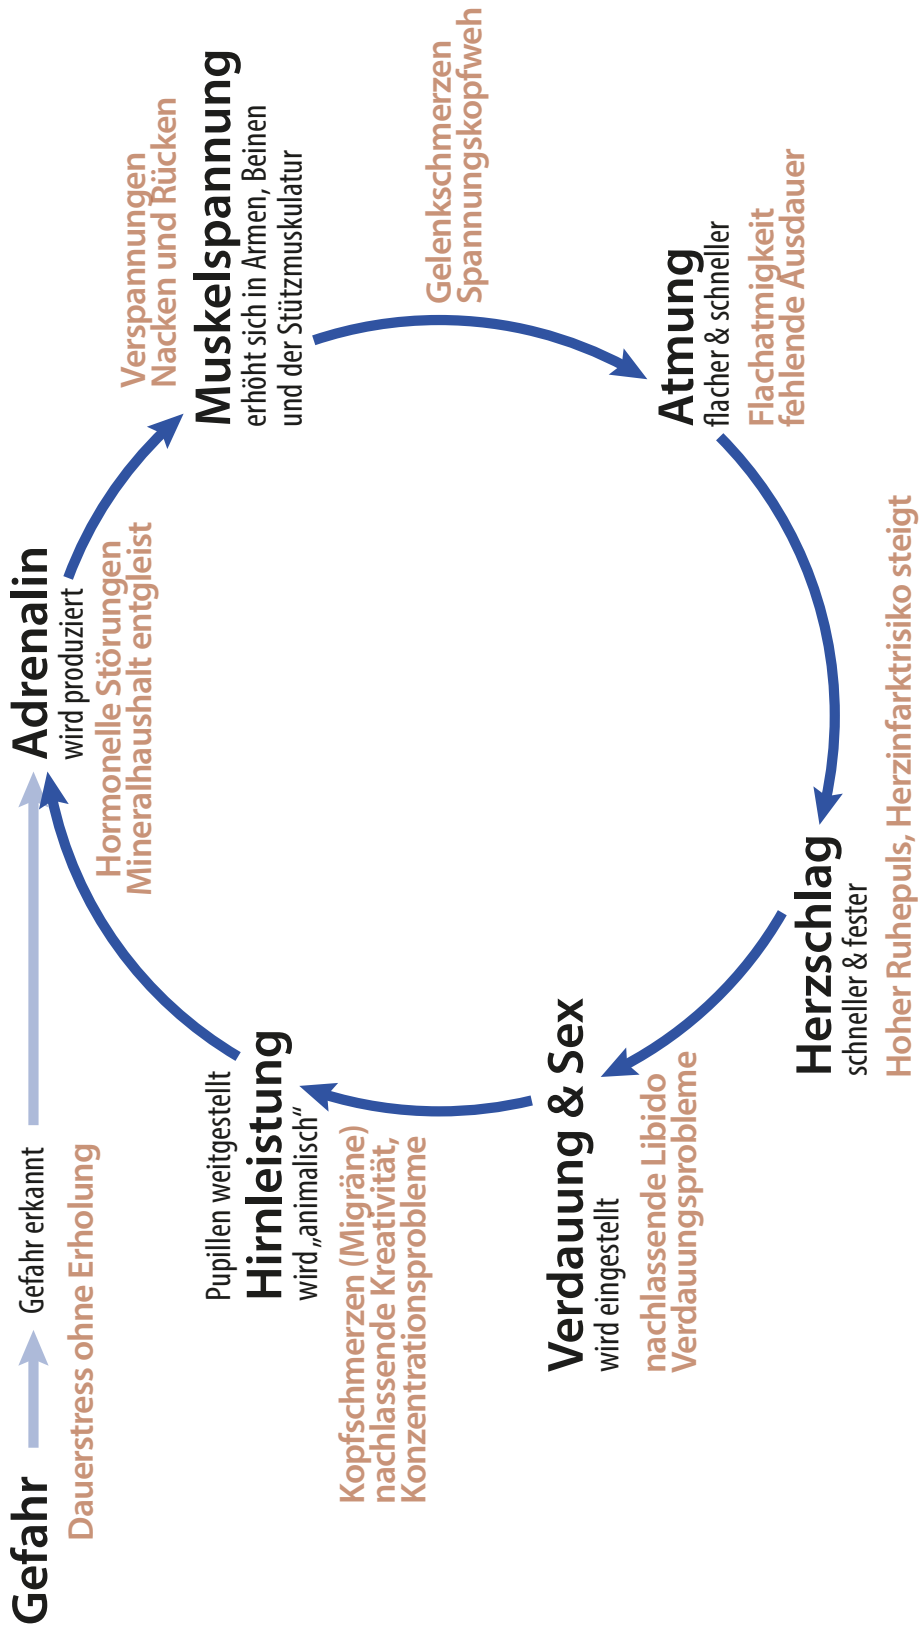 Gefahr
Gefahr erkannt
Dauerstress ohne Erholung
Adrenalin
wird produziert
Hormonelle Störungen
Mineralhaushalt entgleist
Verspannungen
Nacken und Rücken
Muskelspannung
erhöht sich in Armen, Beinen
und der Stützmuskulatur
Gelenkschmerzen
Spannungskopfweh
Atmung
flacher & schneller
Flachatmigkeit
fehlende Ausdauer
Herzschlag
schneller & fester
Hoher Ruhepuls, Herzinfarktrisiko steigt
Verdauung & Sex
wird eingestellt
nachlassende Libido
Verdauungsprobleme
Pupillen weitgestellt
Hirnleistung
wird „animalisch“
Kopfschmerzen (Migräne)
nachlassende Kreativität,
Konzentrationsprobleme